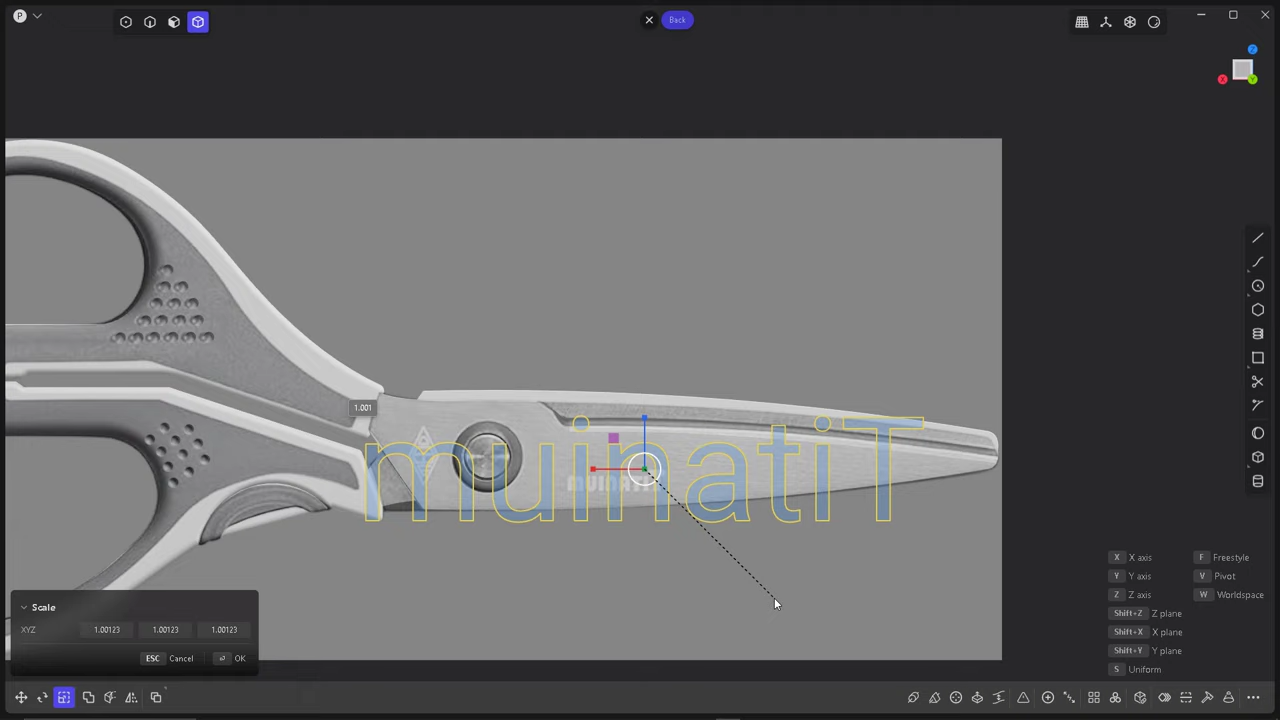 P
Back
Z
X
Y
1.001
muinatiT
MUINATIT
Scale
XYZ 1.00123 1.00123 1.00123
ESC Cancel OK
X X axis F Freestyle
Y Y axis V Pivot
Z Z axis W Worldspace
Shift+Z Z plane
Shift+X X plane
Shift+Y Y plane
S Uniform